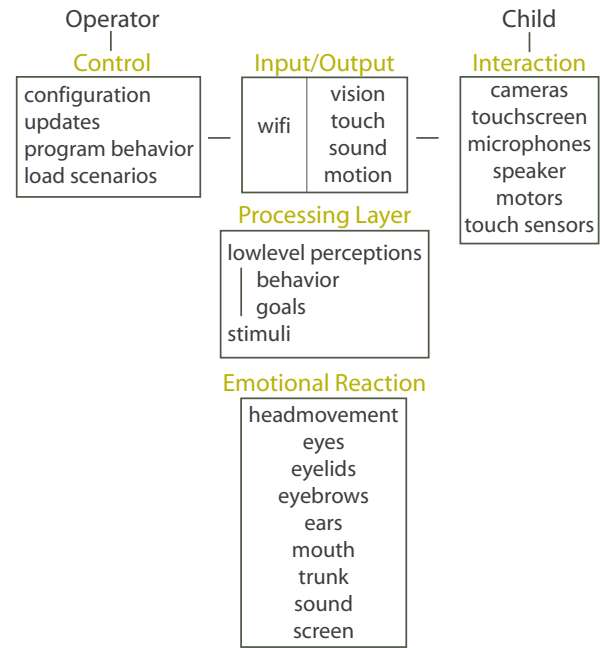 Operator
Control
configuration
updates
program behavior
load scenarios
Input/Output
wifi
vision
touch
sound
motion
Child
Interaction
cameras
touchscreen
microphones
speaker
motors
touch sensors
Processing Layer
lowlevel perceptions
behavior
goals
stimuli
Emotional Reaction
headmovement
eyes
eyelids
eyebrows
ears
mouth
trunk
sound
screen